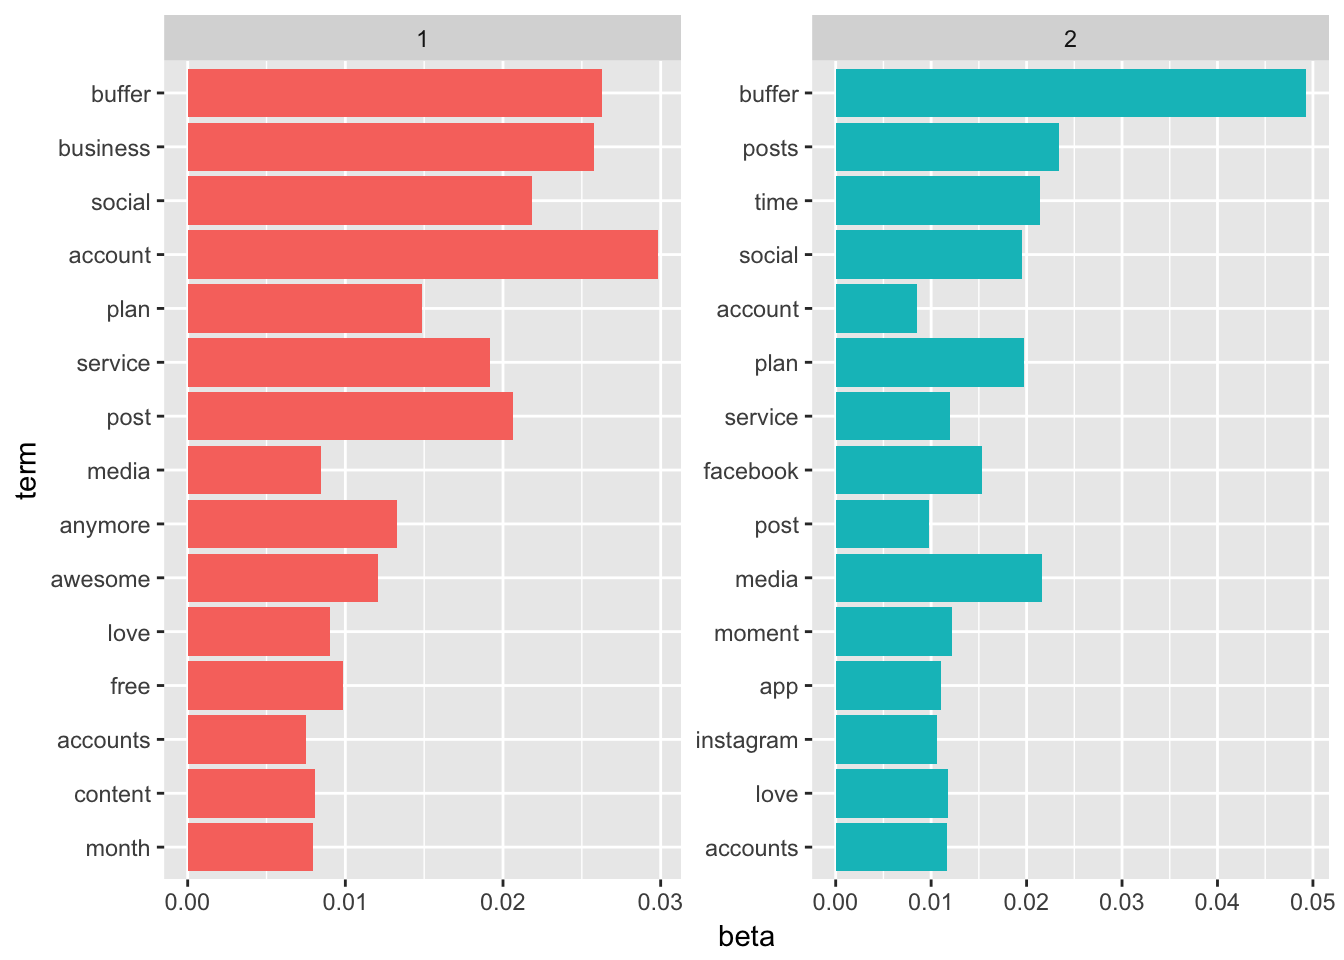 1
buffer
business
social
account
plan
service
post
media
anymore
awesome
love
free
accounts
content
month
0.00 0.01 0.02 0.03
2
buffer
posts
time
social
account
plan
service
facebook
post
media
moment
app
instagram
love
accounts
0.00 0.01 0.02 0.03 0.04 0.05
term
beta